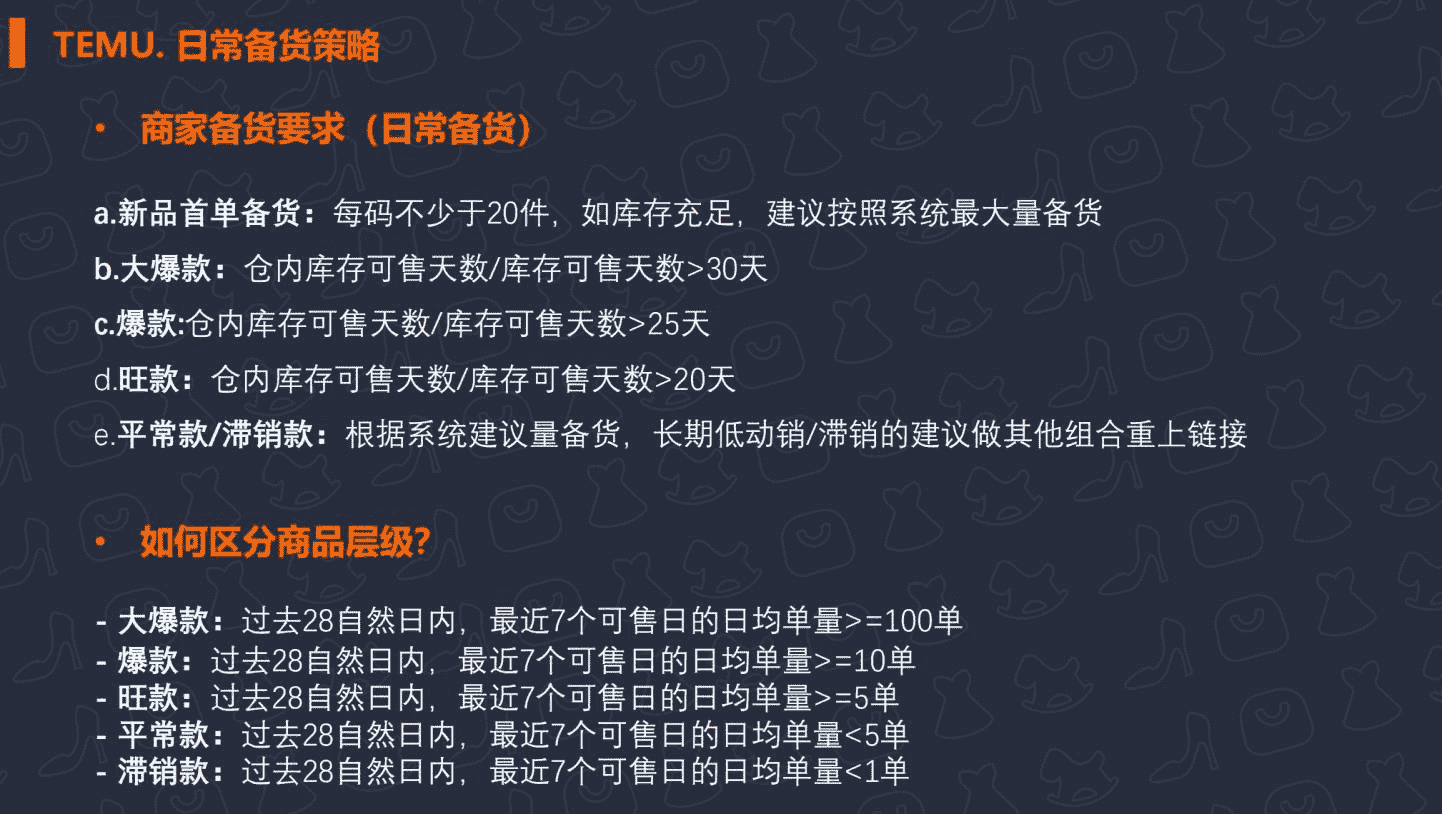 TEMU. 日常备货策略
• 商家备货要求（日常备货）
a.新品首单备货：每码不少于20件，如库存充足，建议按照系统最大量备货
b.大爆款：仓内库存可售天数/库存可售天数>30天
c.爆款:仓内库存可售天数/库存可售天数>25天
d.旺款：仓内库存可售天数/库存可售天数>20天
e.平常款/滞销款：根据系统建议量备货，长期低动销/滞销的建议做其他组合重上链接
• 如何区分商品层级？
- 大爆款：过去28自然日内，最近7个可售日的日均单量>=100单
- 爆款：过去28自然日内，最近7个可售日的日均单量>=10单
- 旺款：过去28自然日内，最近7个可售日的日均单量>=5单
- 平常款：过去28自然日内，最近7个可售日的日均单量<5单
- 滞销款：过去28自然日内，最近7个可售日的日均单量<1单